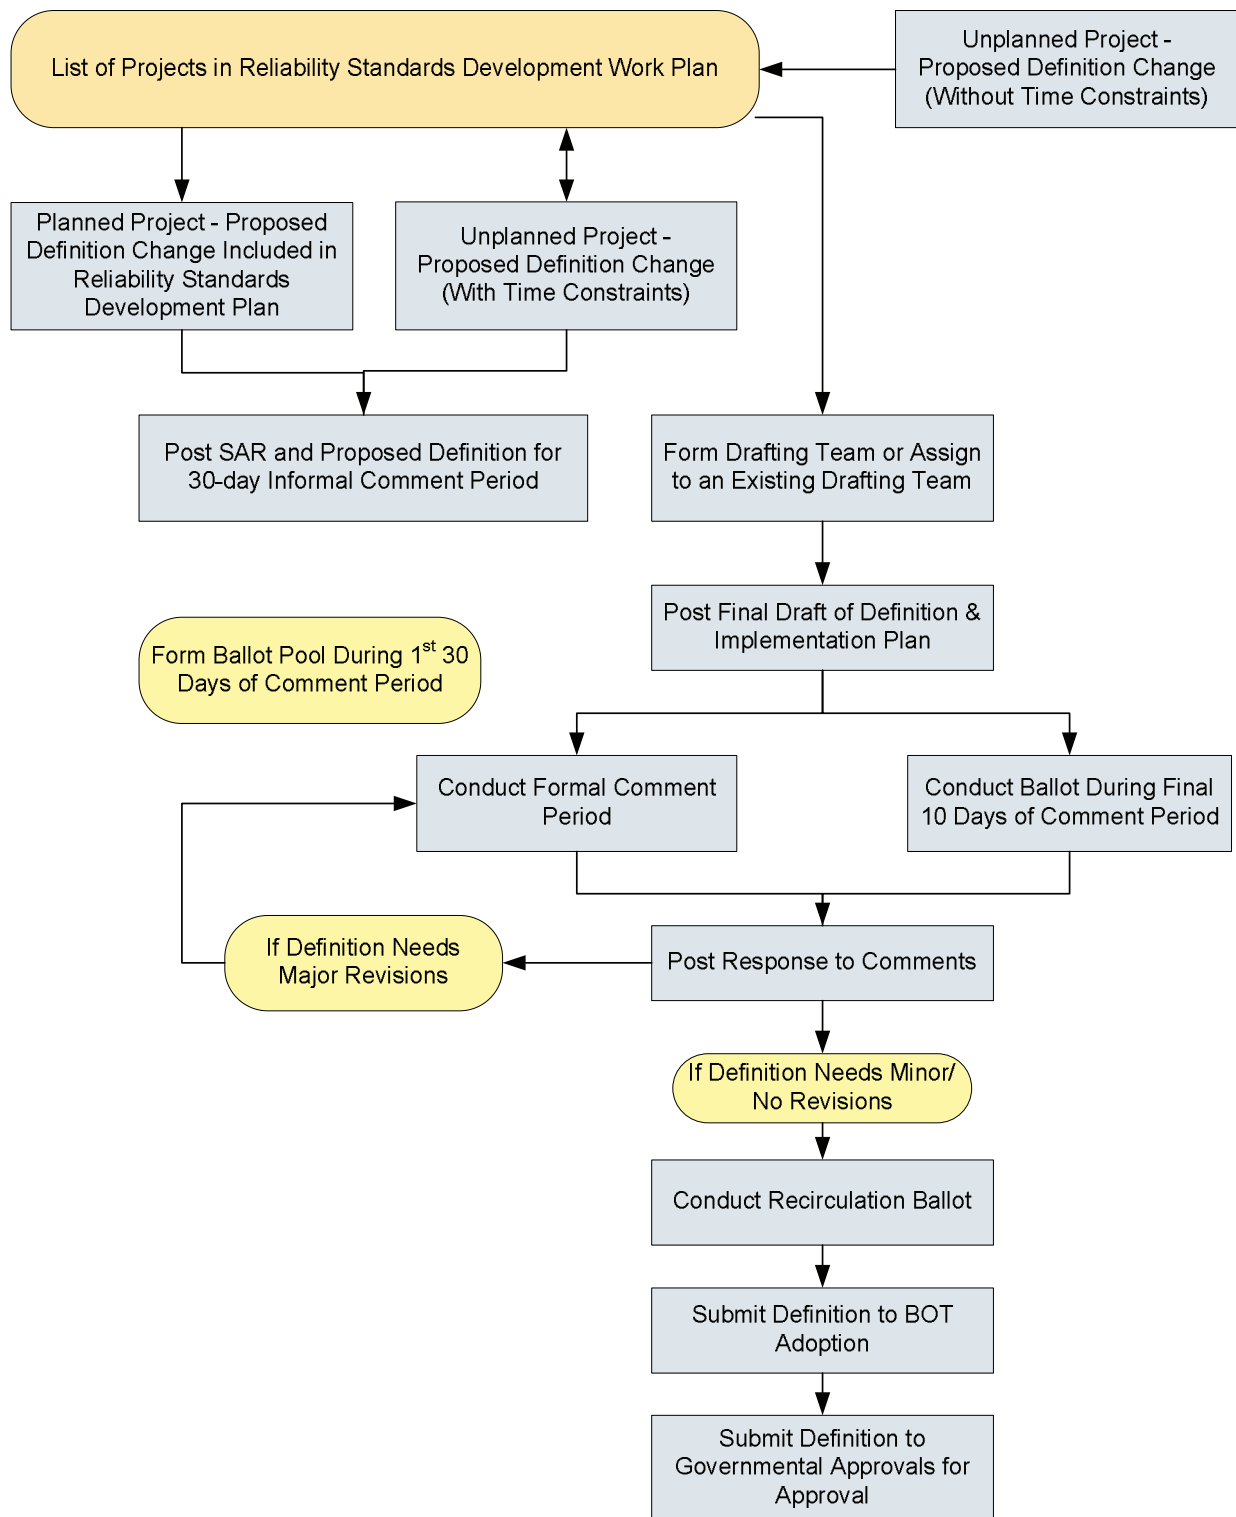 List of Projects in Reliability Standards Development Work Plan
Unplanned Project -
Proposed Definition Change
(Without Time Constraints)
Planned Project - Proposed
Definition Change Included in
Reliability Standards
Development Plan
Unplanned Project -
Proposed Definition Change
(With Time Constraints)
Post SAR and Proposed Definition for
30-day Informal Comment Period
Form Drafting Team or Assign
to an Existing Drafting Team
Post Final Draft of Definition &
Implementation Plan
Form Ballot Pool During 1st 30
Days of Comment Period
Conduct Formal Comment
Period
Conduct Ballot During Final
10 Days of Comment Period
If Definition Needs
Major Revisions
Post Response to Comments
If Definition Needs Minor/
No Revisions
Conduct Recirculation Ballot
Submit Definition to BOT
Adoption
Submit Definition to
Governmental Approvals for
Approval